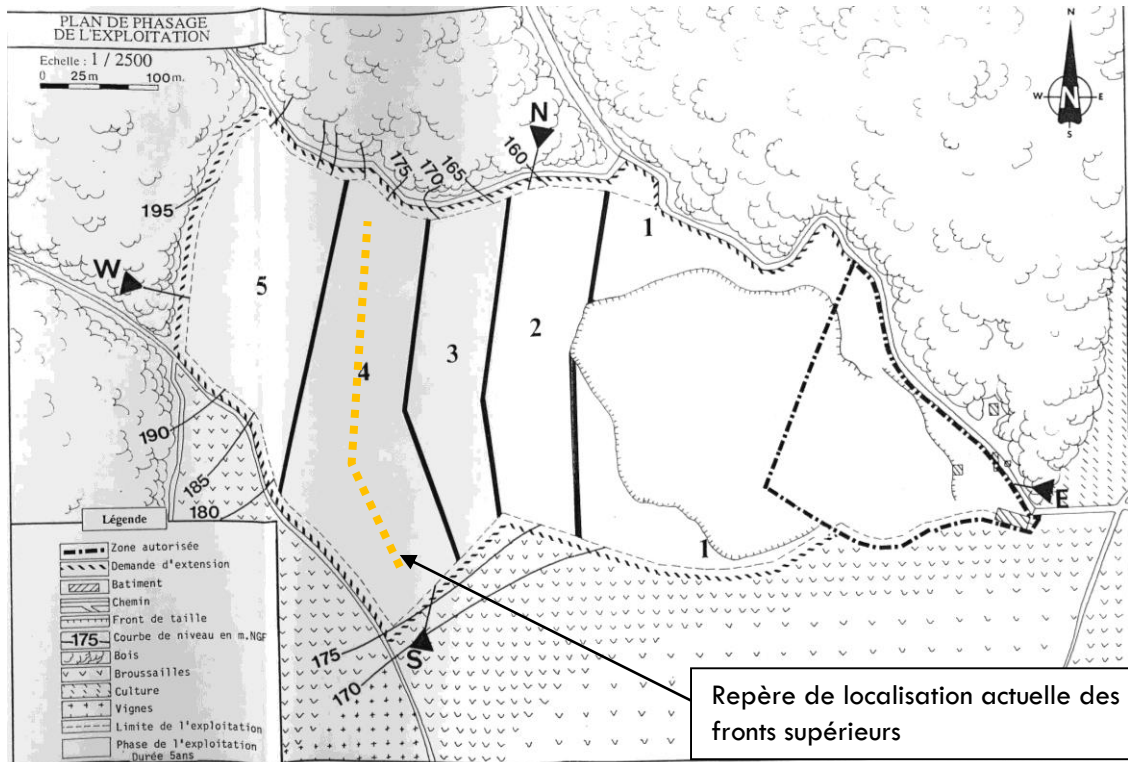 PLAN DE PHASAGE
DE L'EXPLOITATION
Echelle : 1 / 2500
0 25m 100m.
N
W N E
S
N
160
165
170
175
195
1
W
5
2
3
4
190
185
180
E
1
175
S
170
Légende
Zone autorisée
Demande d'extension
Batiment
Chemin
Front de taille
175 Courbe de niveau en m.NGF
Bois
Broussailles
Culture
Vignes
Limite de l'exploitation
Phase de l'exploitation
Durée 5ans
Repère de localisation actuelle des
fronts supérieurs